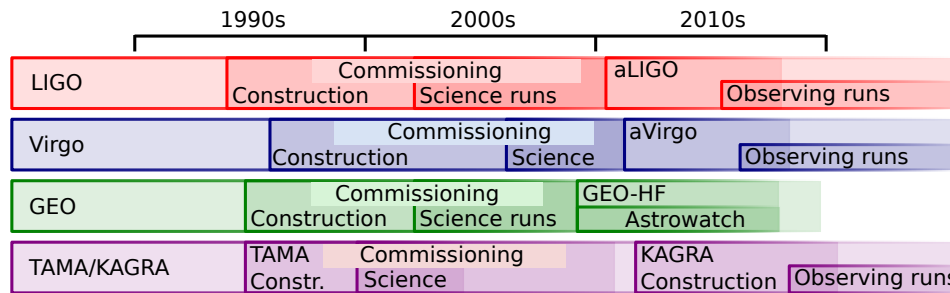 1990s 2000s 2010s
LIGO
Commissioning
Construction
Science runs
aLIGO
Observing runs
Virgo
Commissioning
Construction
Science
aVirgo
Observing runs
GEO
Commissioning
Construction
Science runs
GEO-HF
Astrowatch
TAMA/KAGRA
TAMA
Constr.
Commissioning
Science
KAGRA
Construction
Observing runs